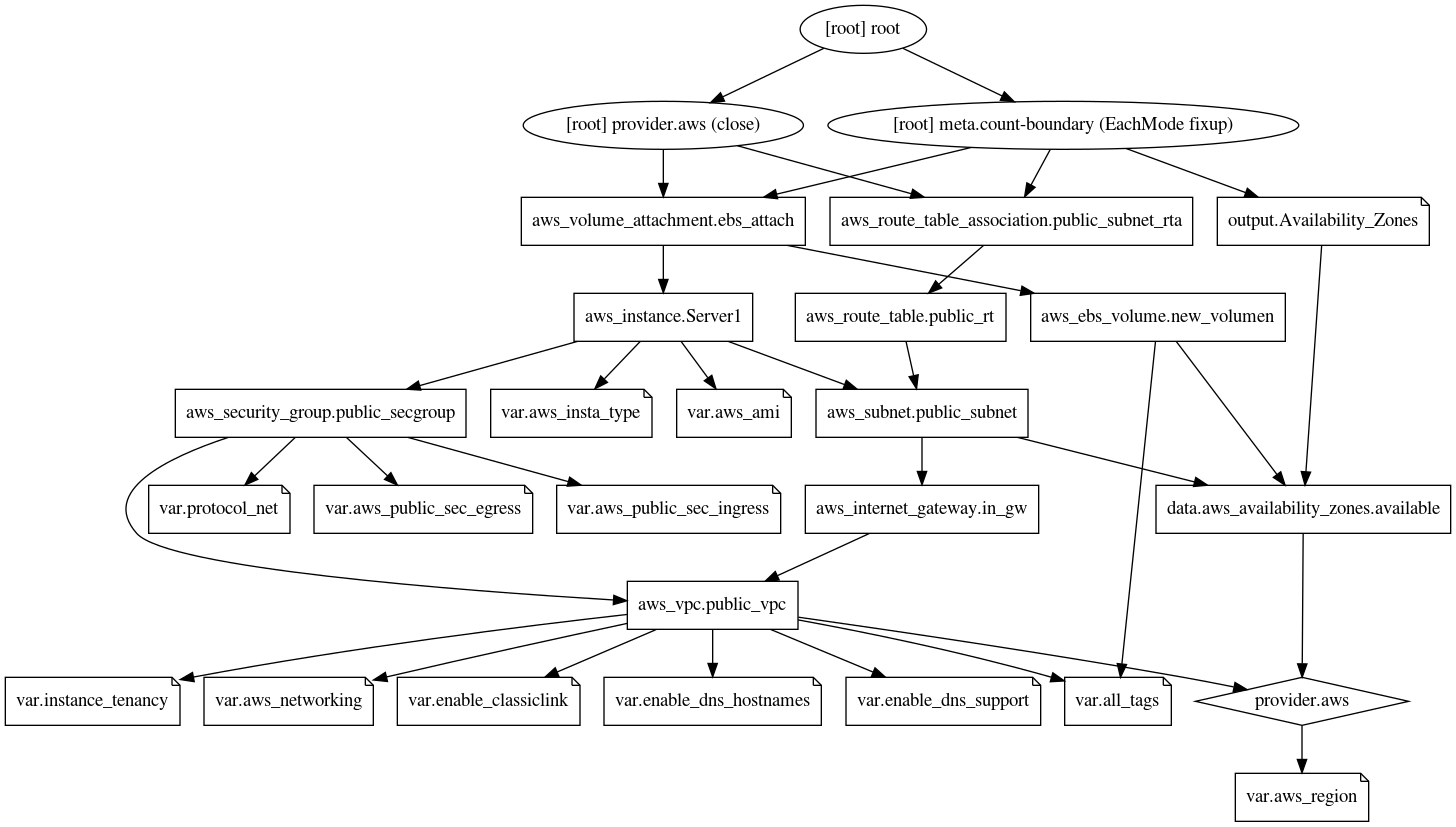 [root] root
[root] provider.aws (close)
[root] meta.count-boundary (EachMode fixup)
aws_volume_attachment.ebs_attach
aws_route_table_association.public_subnet_rta
output.Availability_Zones
aws_instance.Server1
aws_route_table.public_rt
aws_ebs_volume.new_volumen
aws_security_group.public_secgroup
var.aws_insta_type
var.aws_ami
aws_subnet.public_subnet
var.protocol_net
var.aws_public_sec_egress
var.aws_public_sec_ingress
aws_internet_gateway.in_gw
data.aws_availability_zones.available
aws_vpc.public_vpc
var.instance_tenancy
var.aws_networking
var.enable_classiclink
var.enable_dns_hostnames
var.enable_dns_support
var.all_tags
provider.aws
var.aws_region